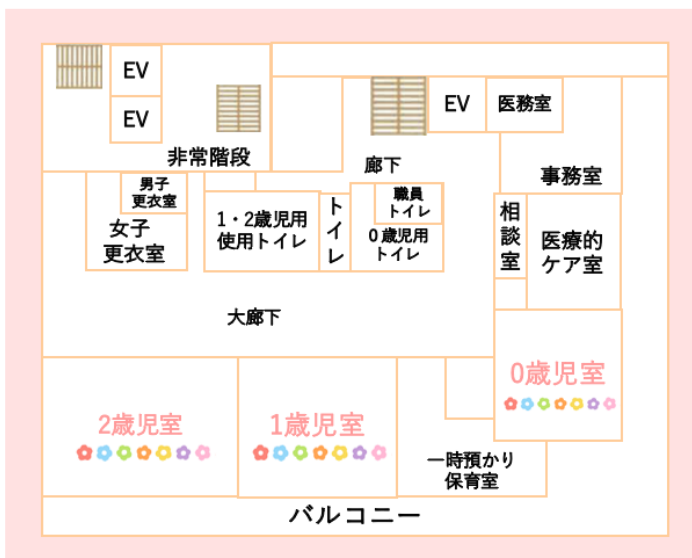 EV
EV
非常階段
EV
医務室
廊下
事務室
男子
更衣室
女子
更衣室
1・2歳児用
使用トイレ
トイレ
職員
トイレ
0歳児用
トイレ
相談室
医療的
ケア室
大廊下
2歳児室
1歳児室
0歳児室
一時預かり
保育室
バルコニー